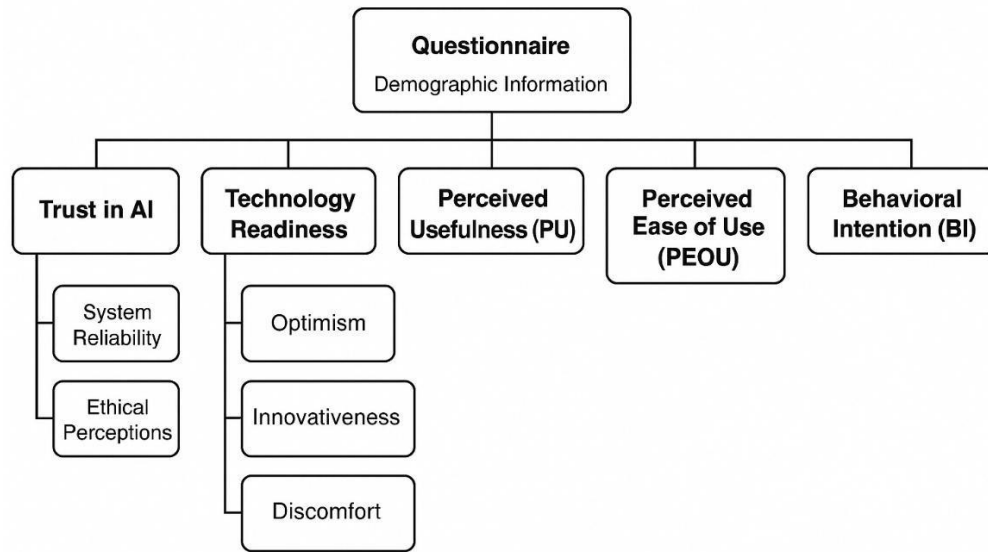 Questionnaire
Demographic Information
Trust in AI
Technology
Readiness
Perceived
Usefulness (PU)
Perceived
Ease of Use
(PEOU)
Behavioral
Intention (BI)
System
Reliability
Ethical
Perceptions
Optimism
Innovativeness
Discomfort